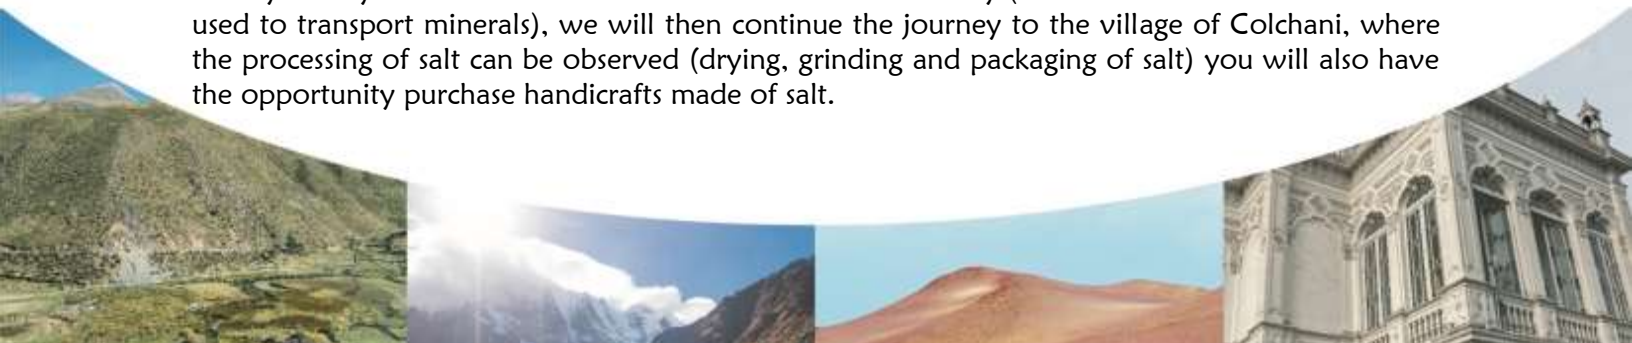 used to transport minerals), we will then continue the journey to the village of Colchani, where
the processing of salt can be observed (drying, grinding and packaging of salt) you will also have
the opportunity purchase handicrafts made of salt.